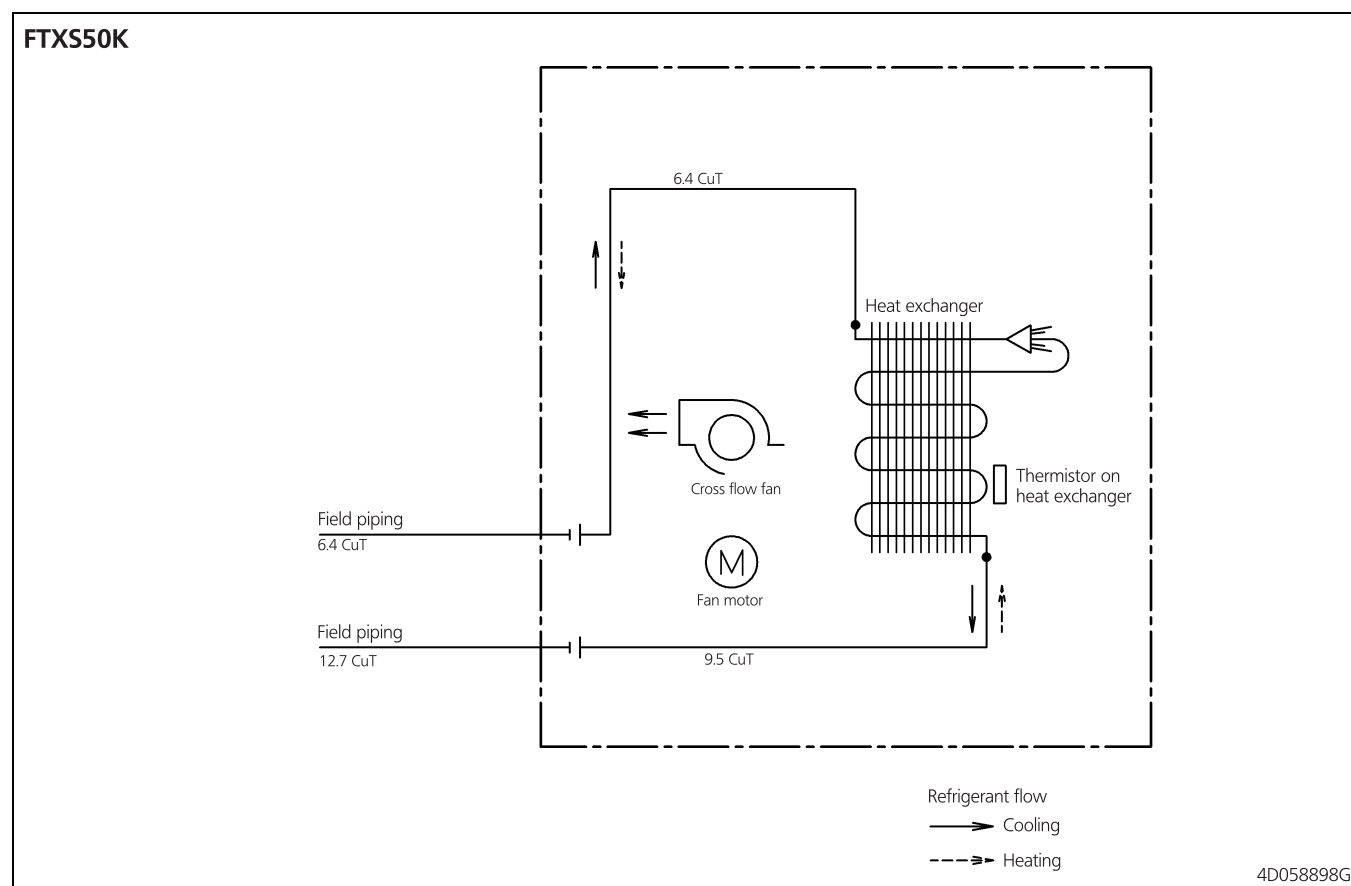 FTXS50K
6.4 CuT
Heat exchanger
Thermistor on
heat exchanger
Cross flow fan
Field piping
6.4 CuT
M
Fan motor
Field piping
12.7 CuT
9.5 CuT
Refrigerant flow
Cooling
Heating
4D058898G